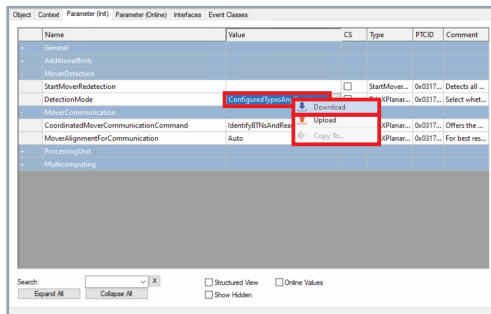 Object Context Parameter (Init) Parameter (Online) Interfaces Event Classes
Name Value CS Type PTCID Comment
+ General
+ AdditionalBmls
- MoverDetection
StartMoverRedetection StartMover... 0x0317... Detects all ...
DetectionMode ConfiguredTypesAny XPlanar... 0x0317... Select whet...
Download
- MoverCommunication
Upload
CoordinatedMoverCommunicationCommand IdentifyBTNsAndRea XPlanar... 0x0317... Offers the ...
MoverAlignmentForCommunication Auto XPlanar... 0x0317... For best res...
Copy To...
+ ProcessingUnit
+ Multicomputing
Search: X Structured View Online Values
Expand All Collapse All Show Hidden